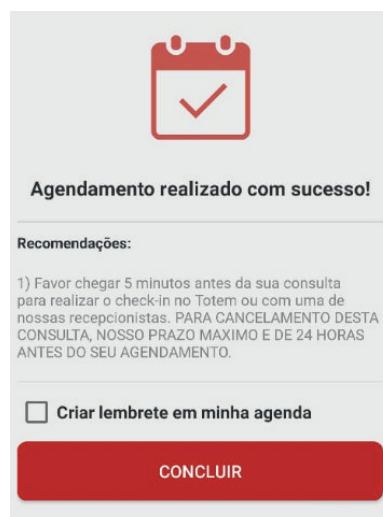 Agendamento realizado com sucesso!
Recomendações:
1) Favor chegar 5 minutos antes da sua consulta
para realizar o check-in no Totem ou com uma de
nossas recepcionistas. PARA CANCELAMENTO DESTA
CONSULTA, NOSSO PRAZO MAXIMO E DE 24 HORAS
ANTES DO SEU AGENDAMENTO.
Criar lembrete em minha agenda
CONCLUIR